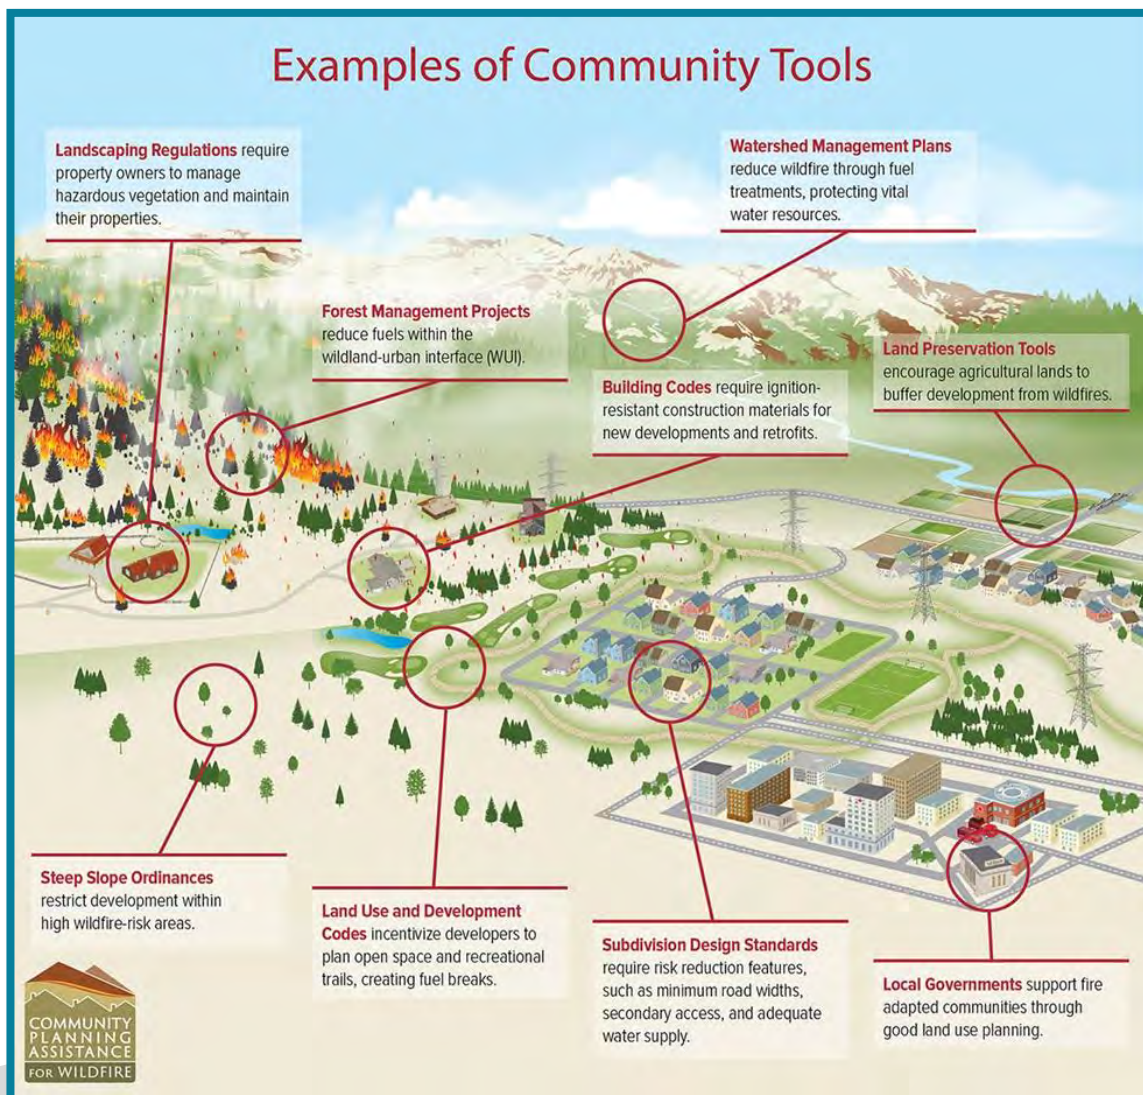 Examples of Community Tools
Landscaping Regulations require
property owners to manage
hazardous vegetation and maintain
their properties.
Watershed Management Plans
reduce wildfire through fuel
treatments, protecting vital
water resources.
Forest Management Projects
reduce fuels within the
wildland-urban interface (WUI).
Building Codes require ignition-
resistant construction materials for
new developments and retrofits.
Land Preservation Tools
encourage agricultural lands to
buffer development from wildfires.
Steep Slope Ordinances
restrict development within
high wildfire-risk areas.
Land Use and Development
Codes incentivize developers to
plan open space and recreational
trails, creating fuel breaks.
Subdivision Design Standards
require risk reduction features,
such as minimum road widths,
secondary access, and adequate
water supply.
Local Governments support fire
adapted communities through
good land use planning.
COMMUNITY
PLANNING
ASSISTANCE
FOR WILDFIRE